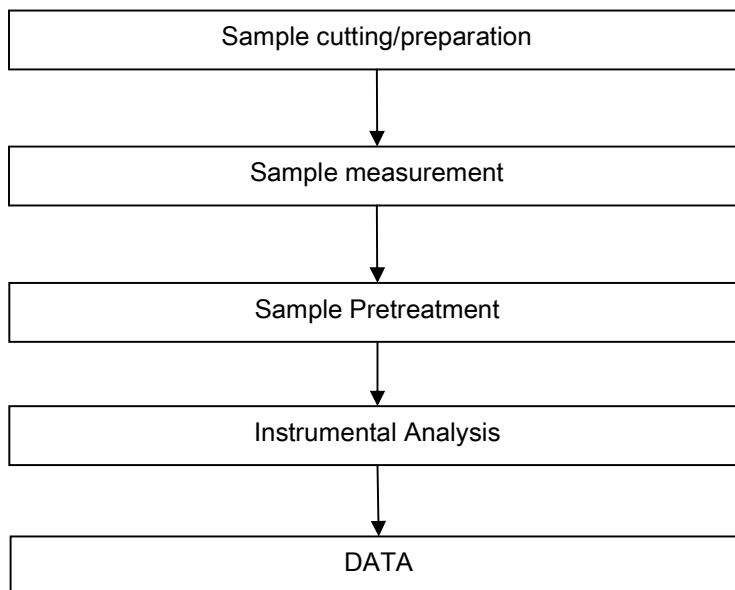 Sample cutting/preparation
Sample measurement
Sample Pretreatment
Instrumental Analysis
DATA